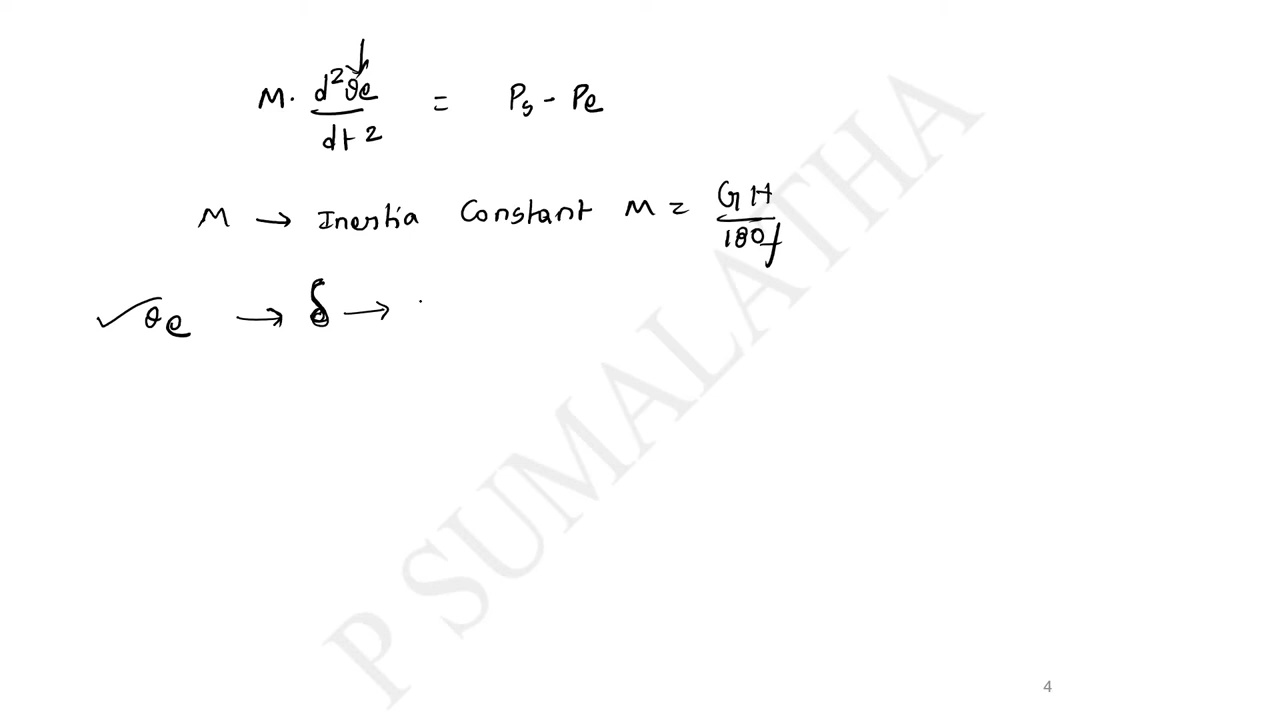 M. d²θe / dt² = Ps - Pe
M → Inertia Constant M = GH / 180f
✓θe → δ →
P SUMALATHA
4